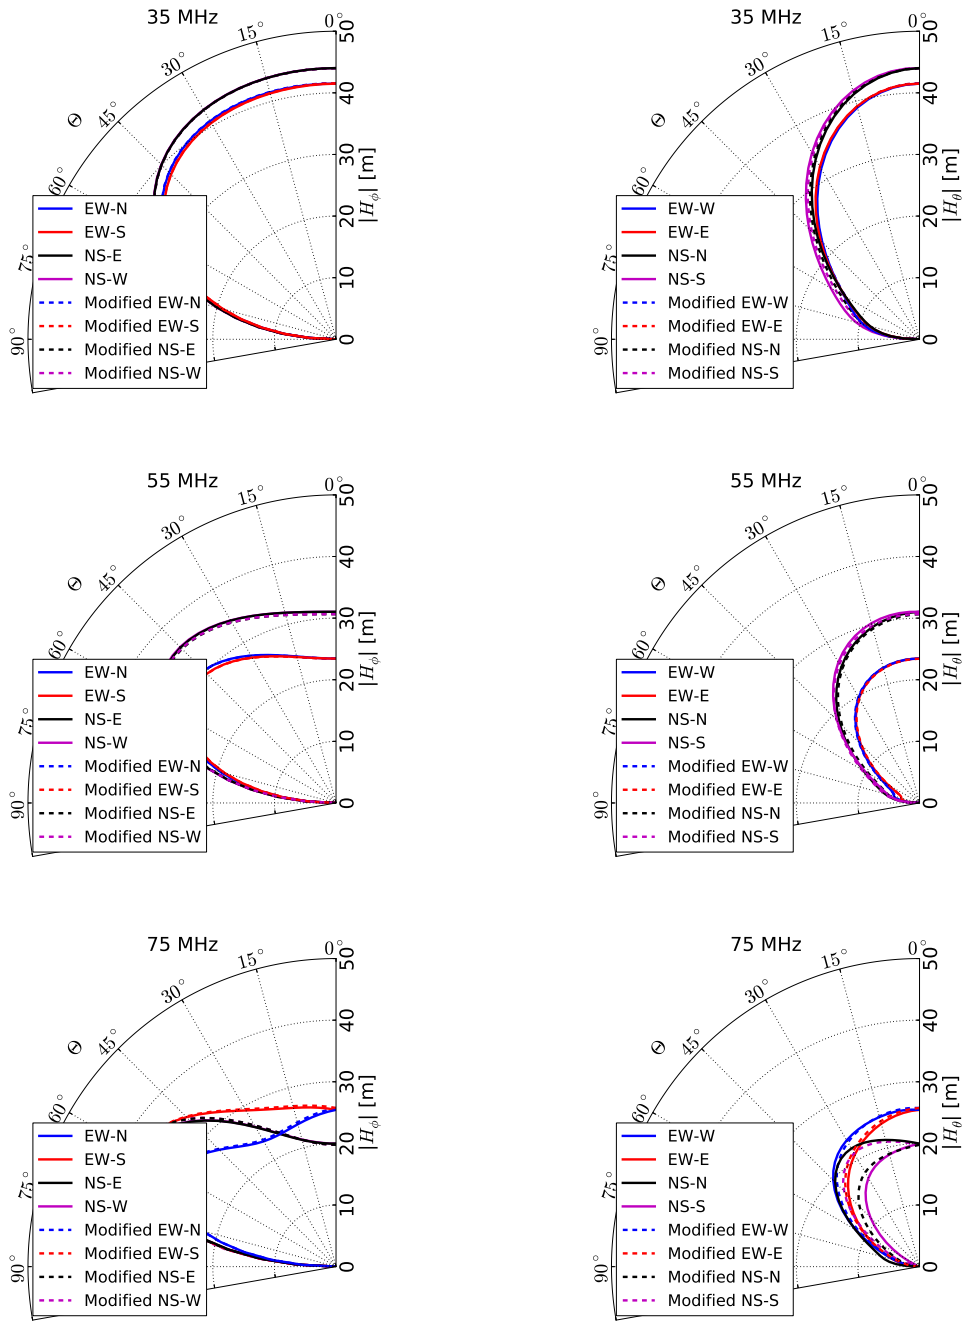 35 MHz
0°
15°
30°
45°
60°
75°
90°
Θ
50
40
30
20
10
0
|H_ϕ| [m]
EW-N
EW-S
NS-E
NS-W
Modified EW-N
Modified EW-S
Modified NS-E
Modified NS-W
35 MHz
0°
15°
30°
45°
60°
75°
90°
Θ
50
40
30
20
10
0
|H_θ| [m]
EW-W
EW-E
NS-N
NS-S
Modified EW-W
Modified EW-E
Modified NS-N
Modified NS-S
55 MHz
0°
15°
30°
45°
60°
75°
90°
Θ
50
40
30
20
10
0
|H_ϕ| [m]
EW-N
EW-S
NS-E
NS-W
Modified EW-N
Modified EW-S
Modified NS-E
Modified NS-W
55 MHz
0°
15°
30°
45°
60°
75°
90°
Θ
50
40
30
20
10
0
|H_θ| [m]
EW-W
EW-E
NS-N
NS-S
Modified EW-W
Modified EW-E
Modified NS-N
Modified NS-S
75 MHz
0°
15°
30°
45°
60°
75°
90°
Θ
50
40
30
20
10
0
|H_ϕ| [m]
EW-N
EW-S
NS-E
NS-W
Modified EW-N
Modified EW-S
Modified NS-E
Modified NS-W
75 MHz
0°
15°
30°
45°
60°
75°
90°
Θ
50
40
30
20
10
0
|H_θ| [m]
EW-W
EW-E
NS-N
NS-S
Modified EW-W
Modified EW-E
Modified NS-N
Modified NS-S